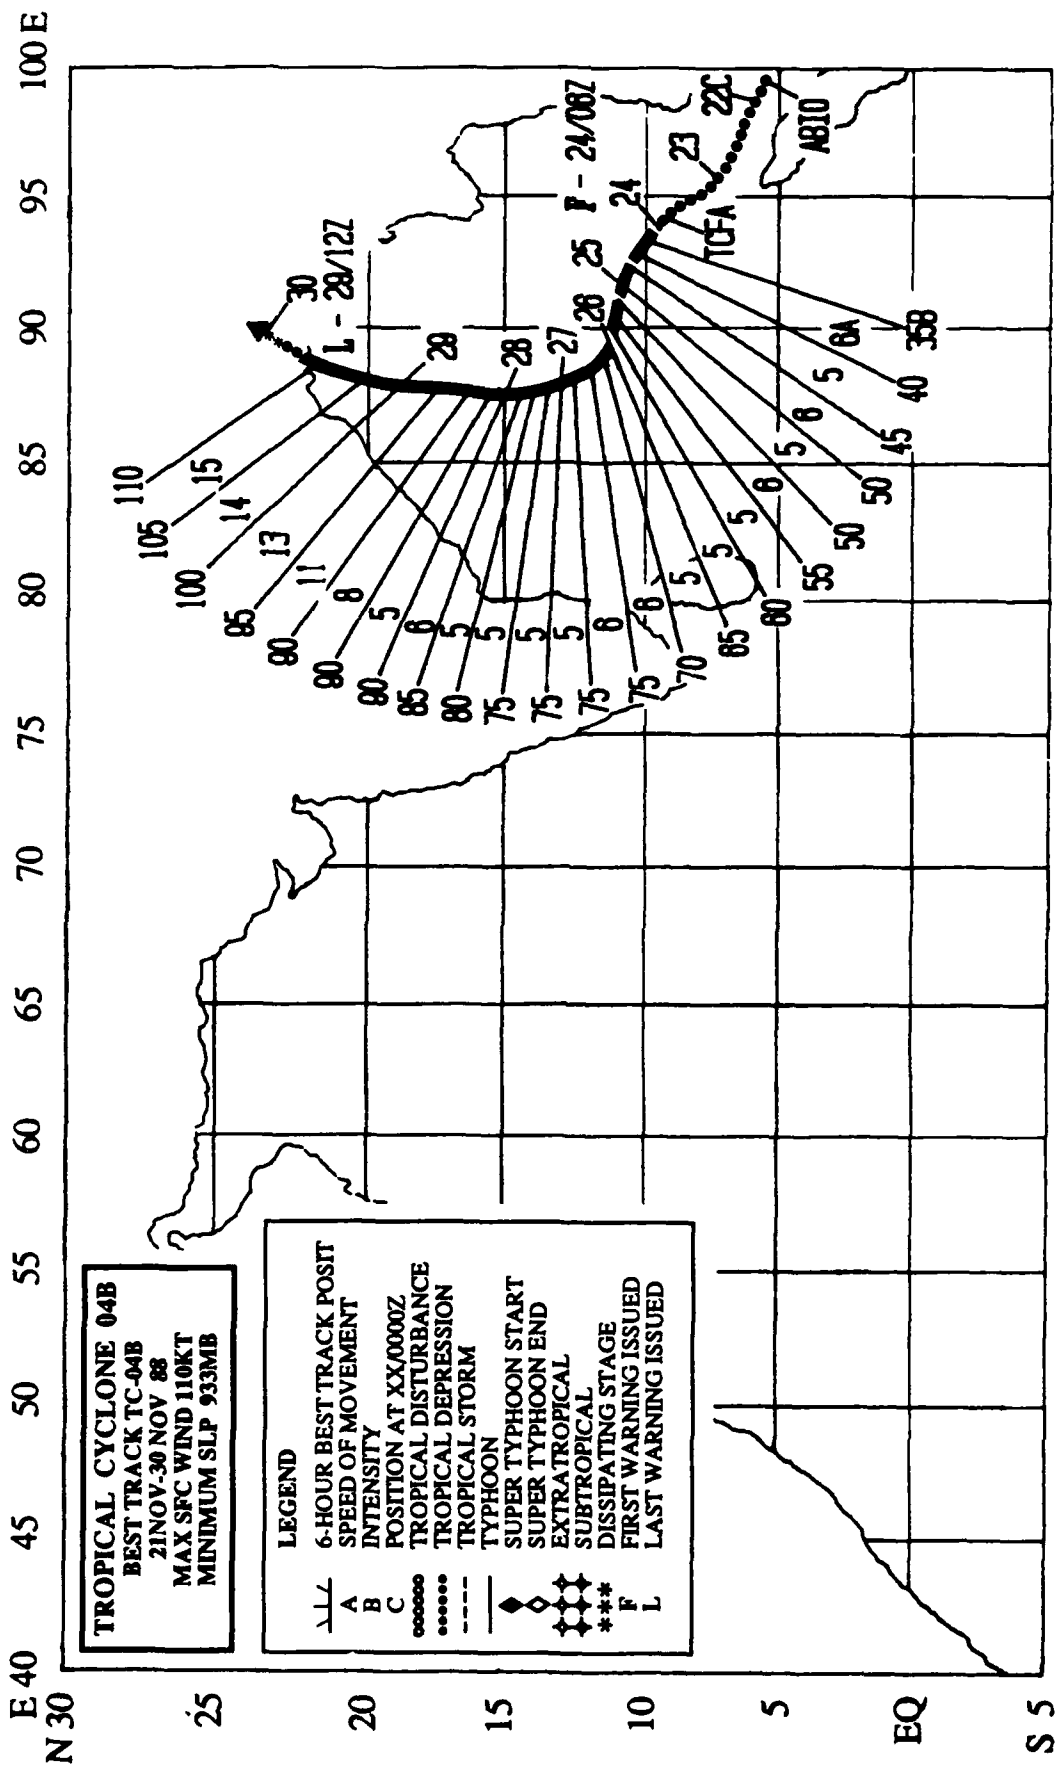 TROPICAL CYCLONE 04B
BEST TRACK TC-04B
21NOV-30 NOV 88
MAX SFC WIND 110KT
MINIMUM SLP 933MB
LEGEND
6-HOUR BEST TRACK POSIT
A SPEED OF MOVEMENT
B INTENSITY
C POSITION AT XX/0000Z
TROPICAL DISTURBANCE
TROPICAL DEPRESSION
TROPICAL STORM
TYPHOON
SUPER TYPHOON START
SUPER TYPHOON END
EXTRATROPICAL
SUBTROPICAL
*** DISSIPATING STAGE
F FIRST WARNING ISSUED
L LAST WARNING ISSUED
E 40 45 50 55 60 65 70 75 80 85 90 95 100 E
N 30
25
20
15
10
5
EQ
S 5
30
L - 29/12Z
29
28
27
26
25
24
F - 24/06Z
23
22C
TCFA
ABIO
110
105
100
95
90
90
90
85
80
75
75
75
75
70
65
60
55
50
50
45
40
35B
15
14
13
11
8
5
6
5
5
5
5
6
6
5
5
5
6
5
6
5
6A